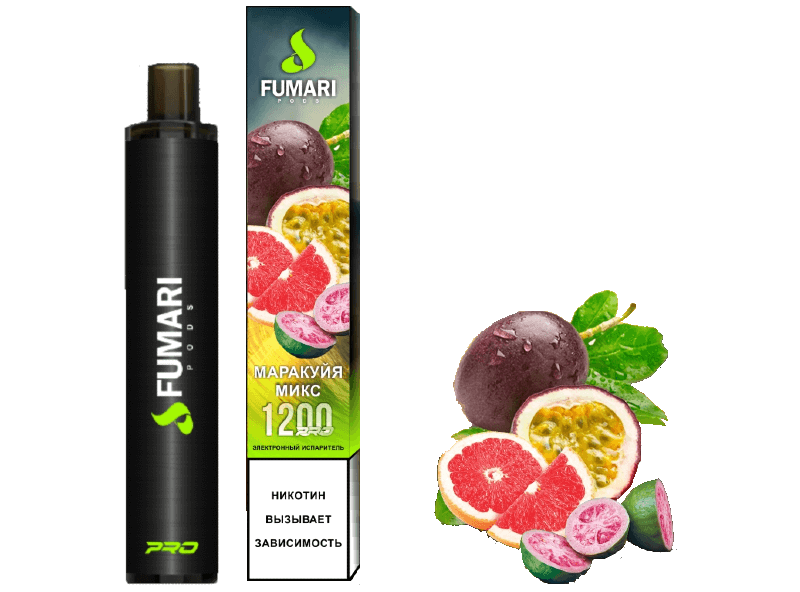 FUMARI
PODS
PRO
FUMARI
PODS
МАРАКУЙЯ
МИКС
1200
PRO
ЭЛЕКТРОННЫЙ ИСПАРИТЕЛЬ
НИКОТИН
ВЫЗЫВАЕТ
ЗАВИСИМОСТЬ